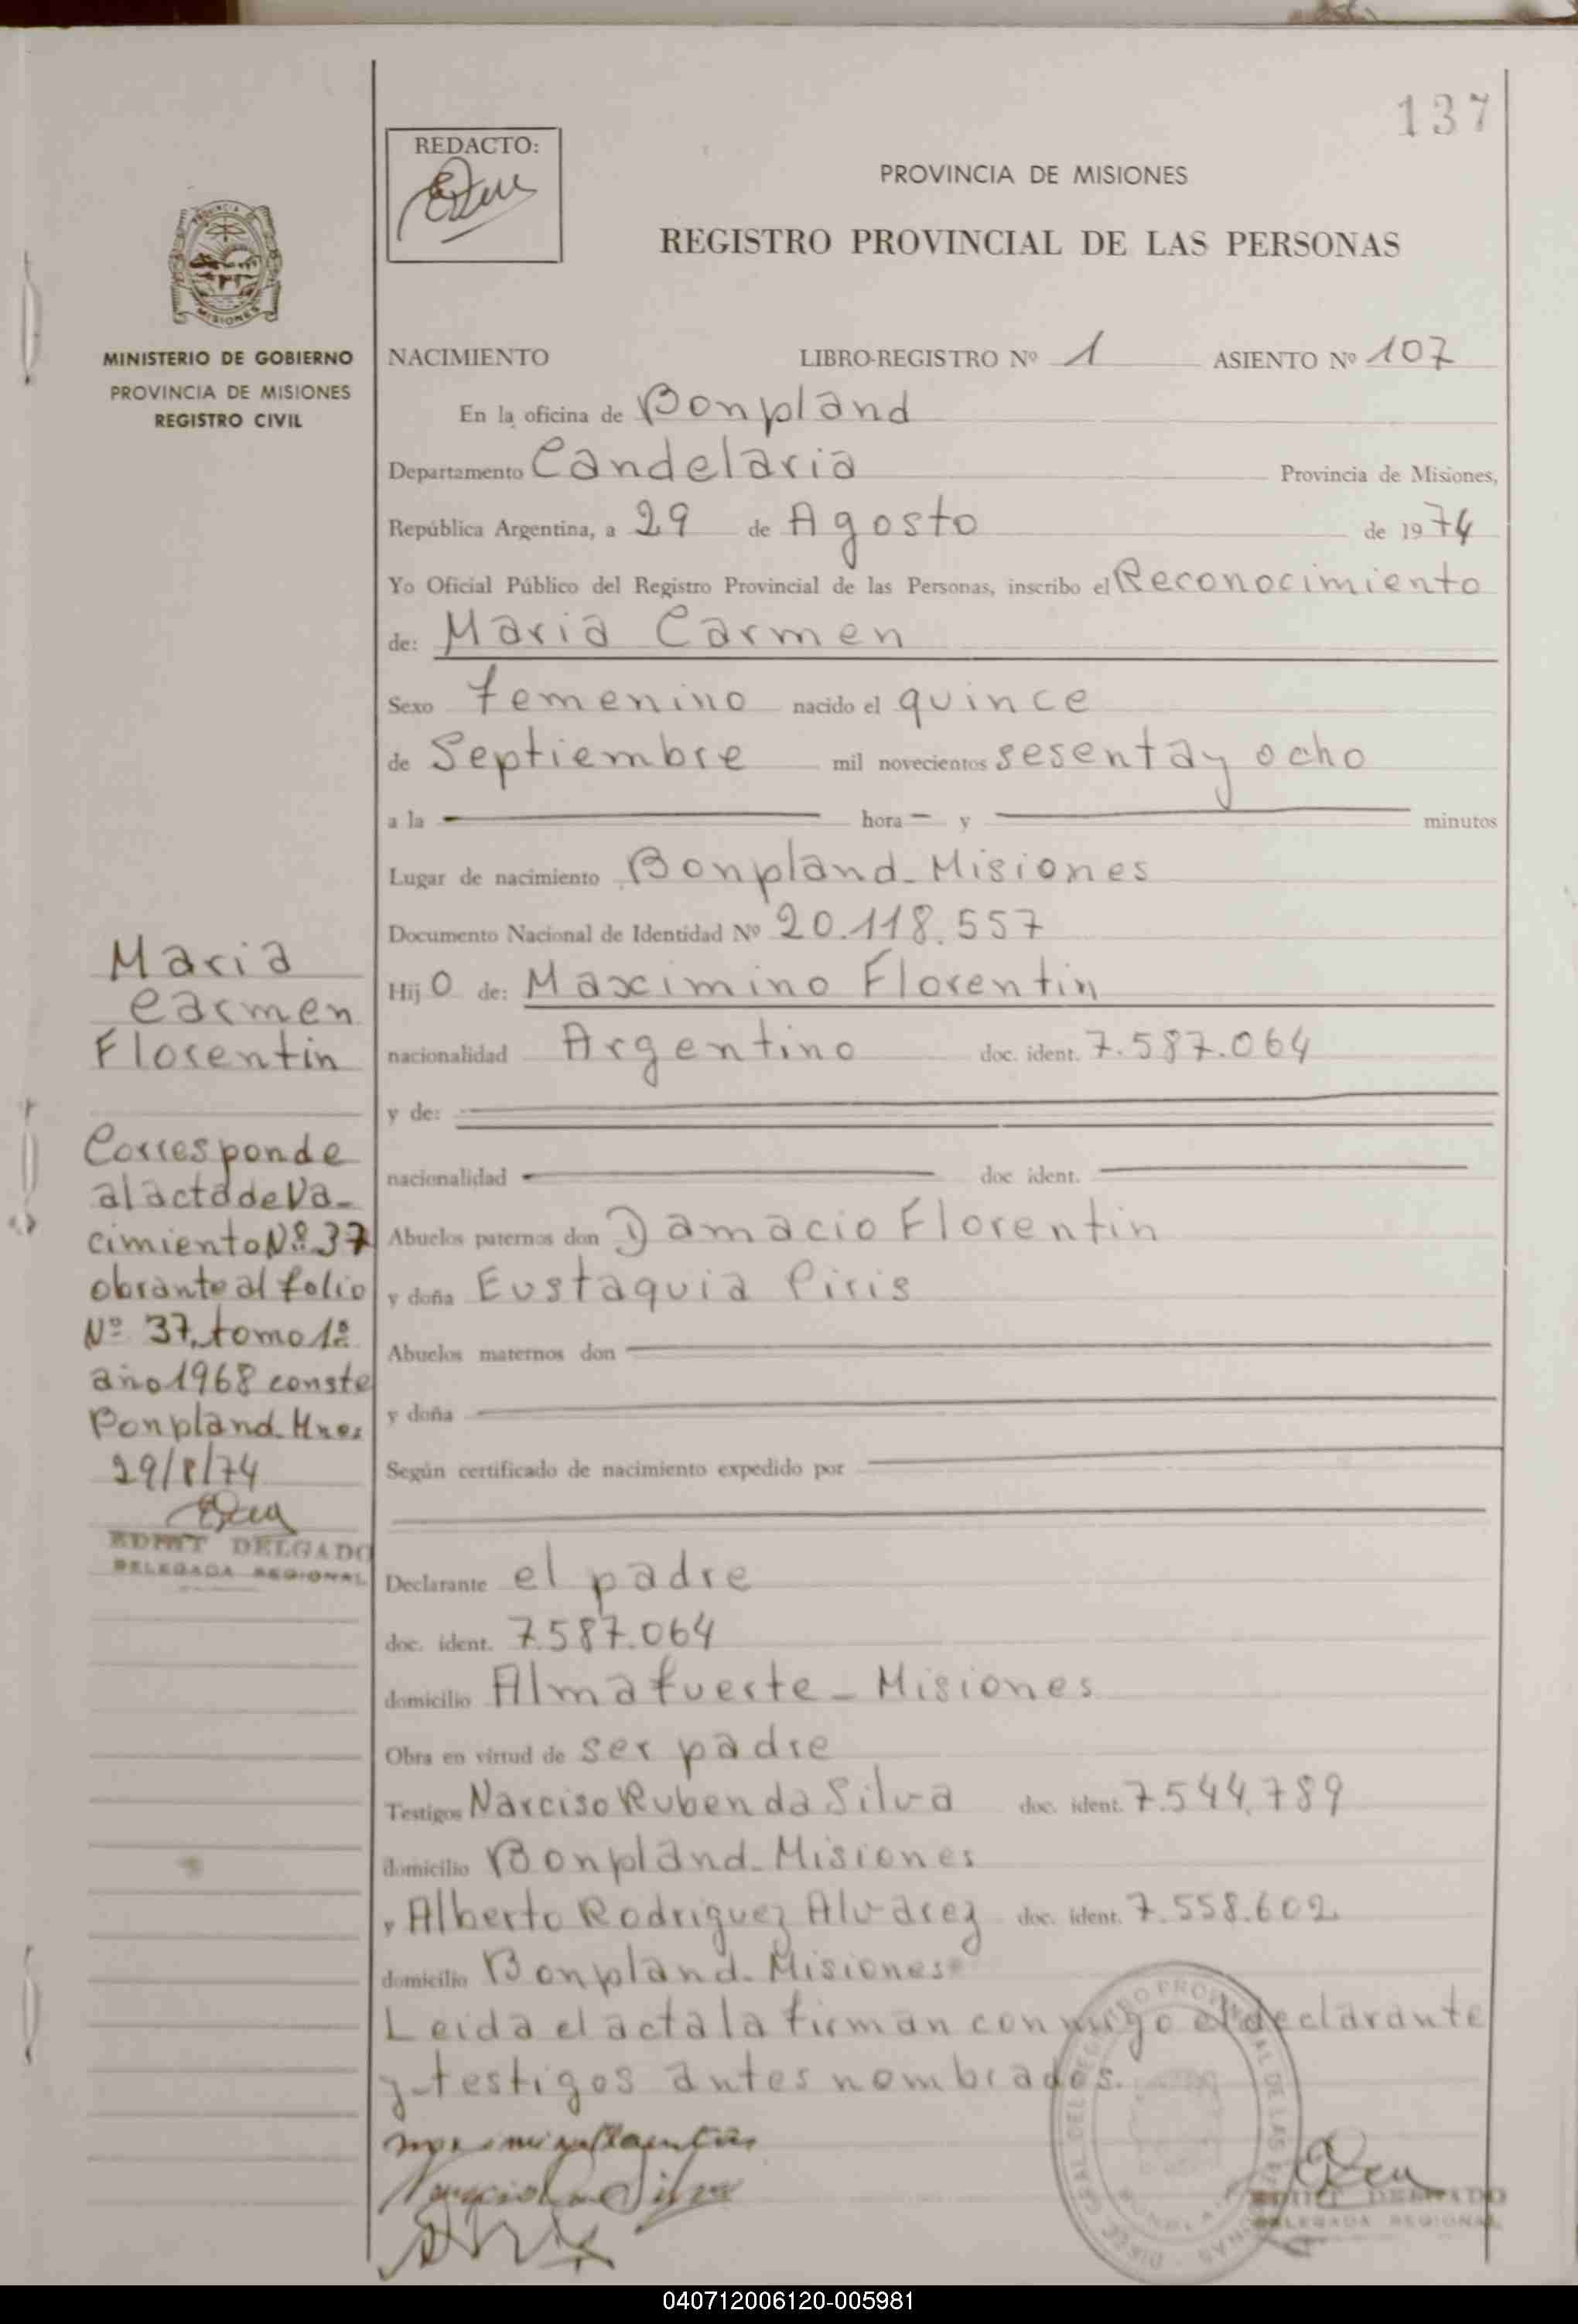 137
REDACTO:
PROVINCIA DE MISIONES
REGISTRO PROVINCIAL DE LAS PERSONAS
MISIONES
MINISTERIO DE GOBIERNO
PROVINCIA DE MISIONES
REGISTRO CIVIL
NACIMIENTO LIBRO-REGISTRO Nº 1 ASIENTO Nº 107
En la oficina de Bonpland
Departamento Candelaria Provincia de Misiones,
República Argentina, a 29 de Agosto de 1974
Yo Oficial Público del Registro Provincial de las Personas, inscribo el Reconocimiento
de: Maria Carmen
Sexo femenino nacido el quince
de Septiembre mil novecientos sesenta y ocho
a la hora y minutos
Lugar de nacimiento Bonpland - Misiones
Documento Nacional de Identidad Nº 20.118.557
Hijo de: Maximino Florentin
nacionalidad Argentino doc. ident. 7.587.064
y de:
nacionalidad doc ident.
Abuelos paternos don Damacio Florentin
y doña Eustaquia Piris
Abuelos maternos don
y doña
Según certificado de nacimiento expedido por
Declarante el padre
doc. ident. 7.587.064
domicilio Almafuerte - Misiones
Obra en virtud de ser padre
Testigos Narciso Ruben da Silva doc. ident. 7.544.789
domicilio Bonpland - Misiones
y Alberto Rodriguez Alvarez doc. ident. 7.558.602
domicilio Bonpland - Misiones
Leida el acta la firman conmigo el declarante
y testigos antes nombrados.
Maria
Carmen
Florentin
Corresponde
al acta de Na-
cimiento Nº 37
obrante al folio
Nº 37, tomo 1º
año 1968 conste
Bonpland - Mnes
29/8/74
DELGADO
DELEGADA REGIONAL
DELGADO
DELEGADA REGIONAL
040712006120-005981